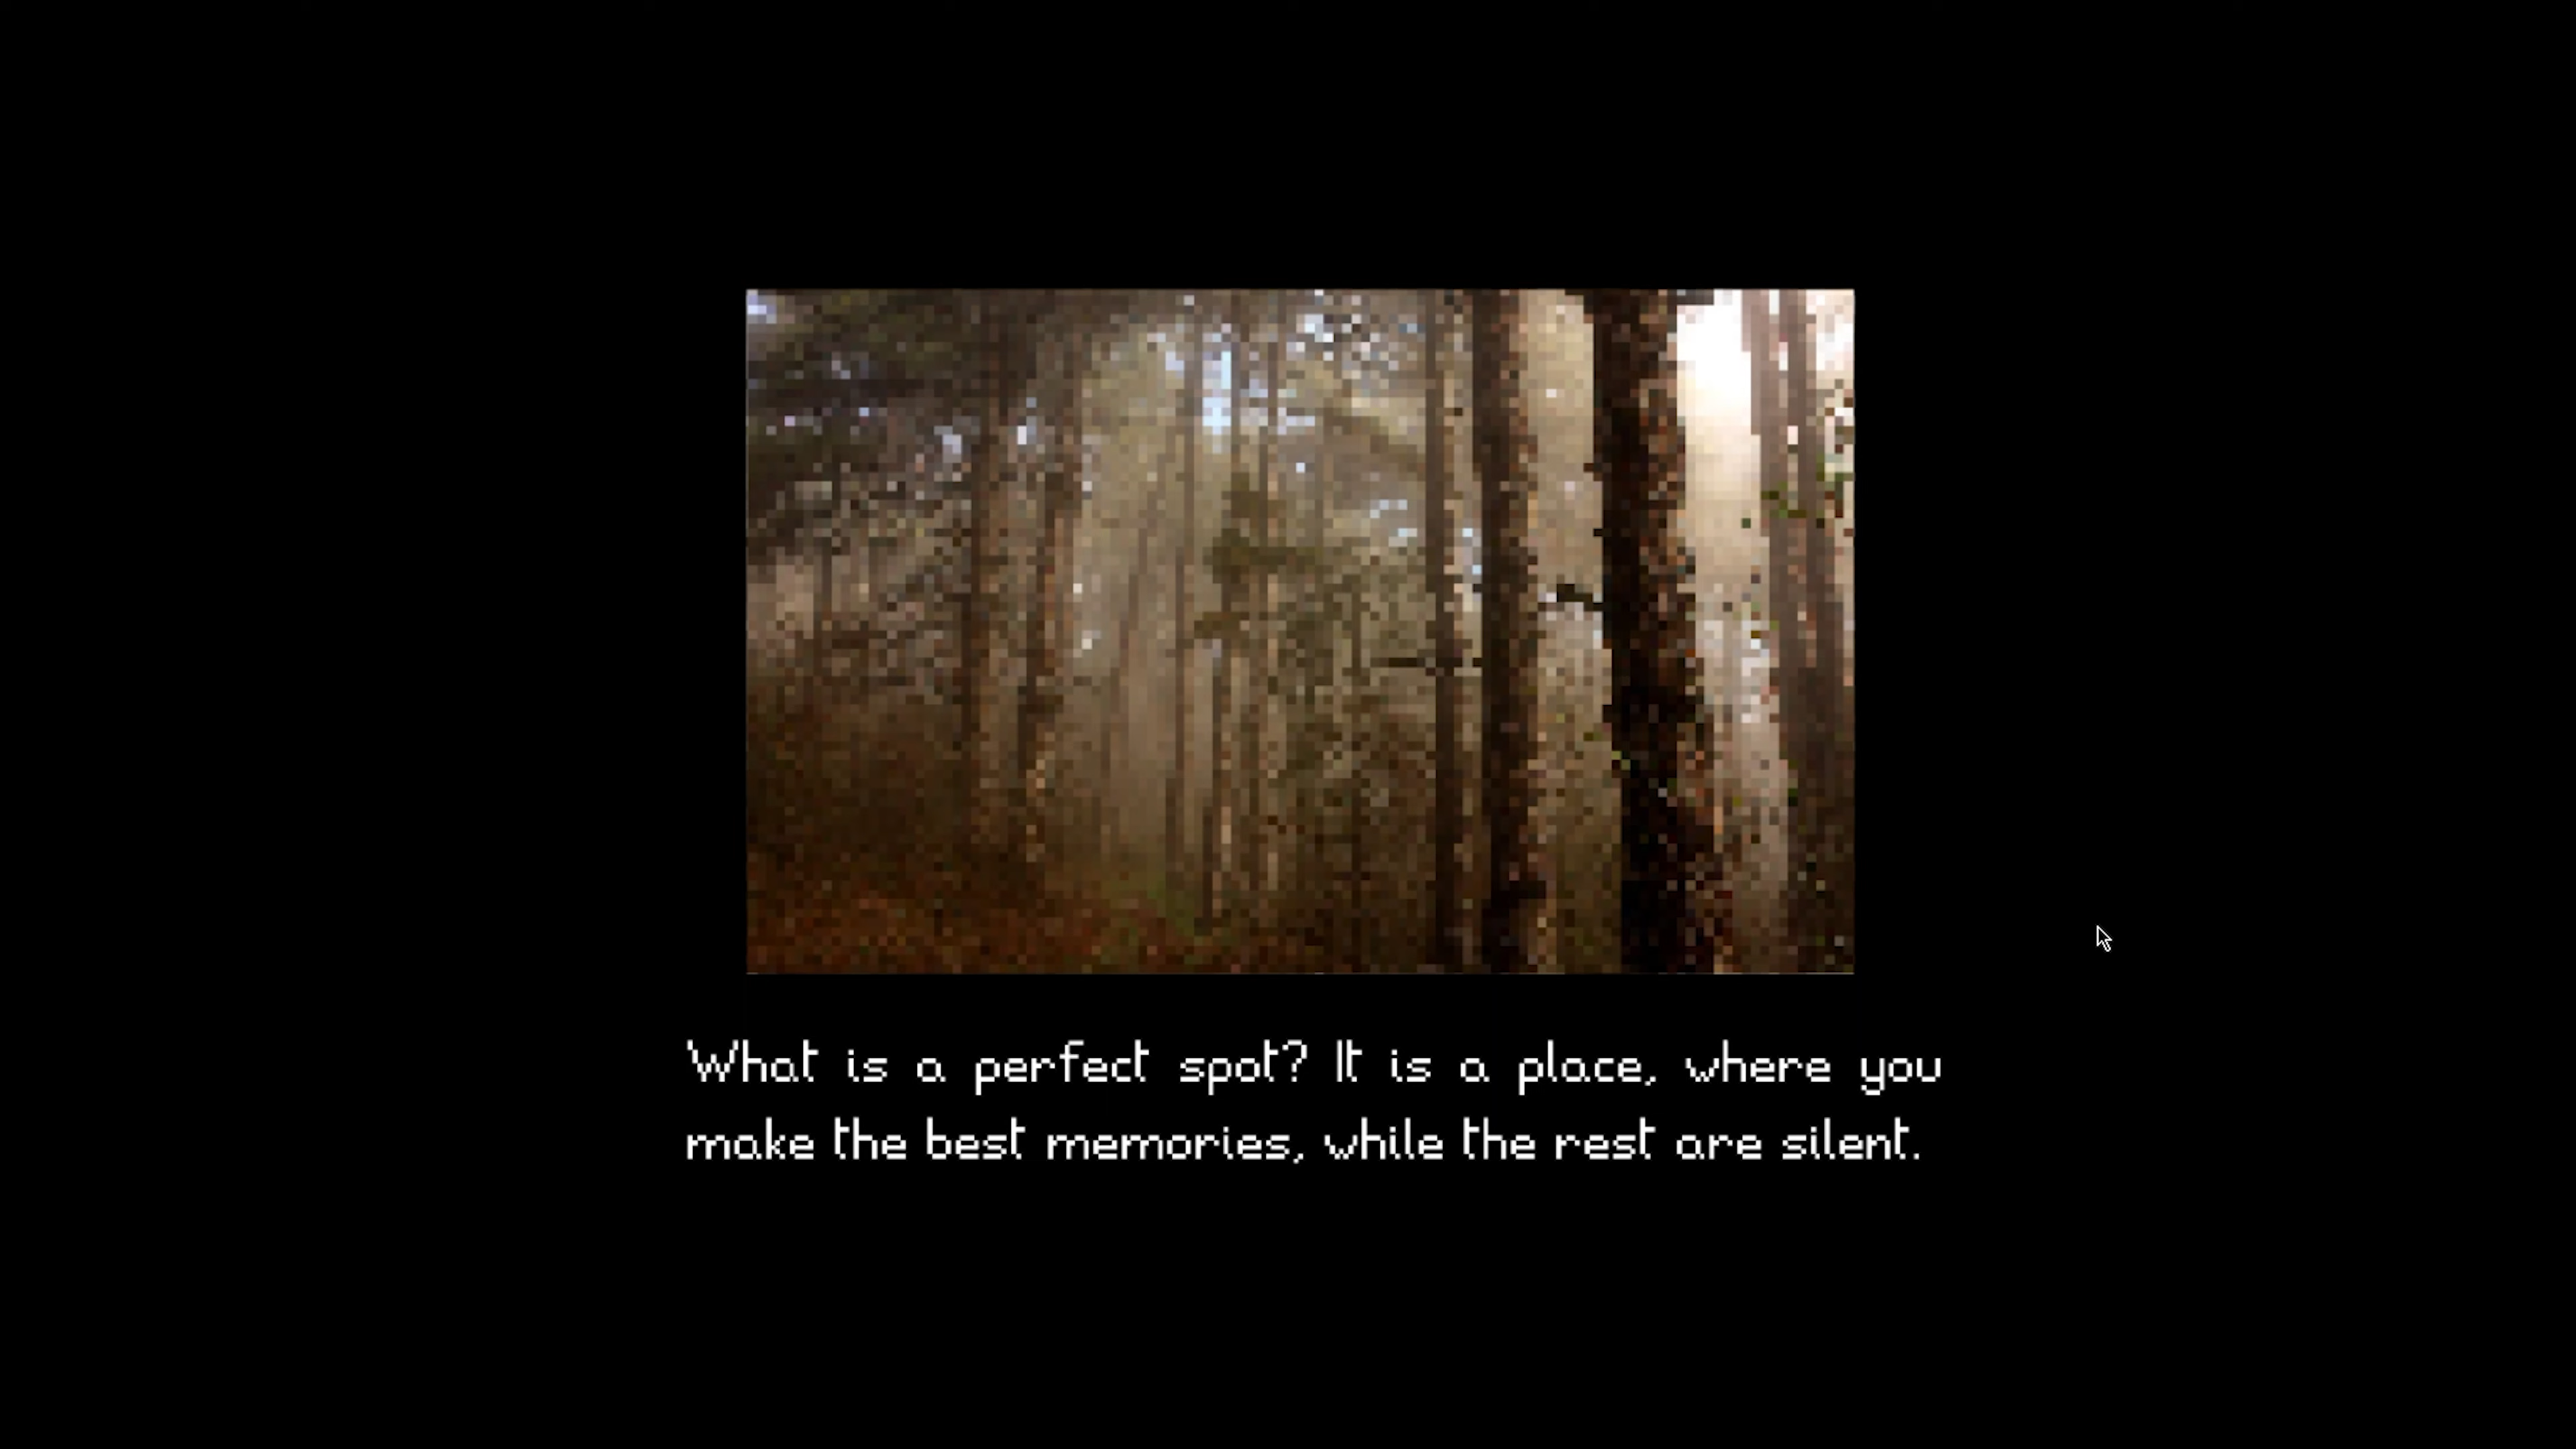 What is a perfect spot? It is a place, where you
make the best memories, while the rest are silent.